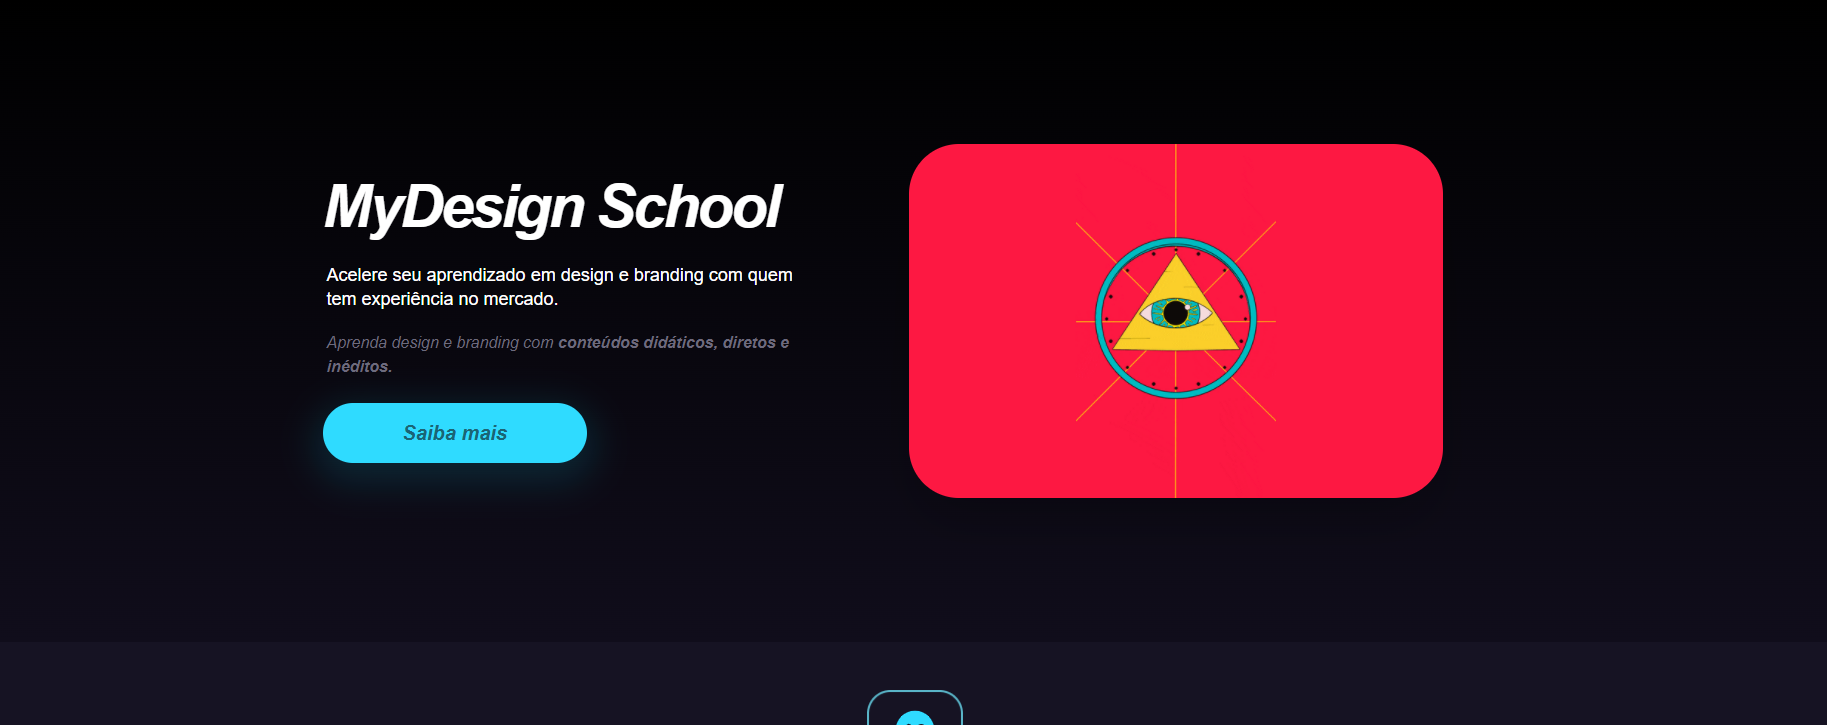 MyDesign School
Acelere seu aprendizado em design e branding com quem
tem experiência no mercado.
Aprenda design e branding com conteúdos didáticos, diretos e
inéditos.
Saiba mais